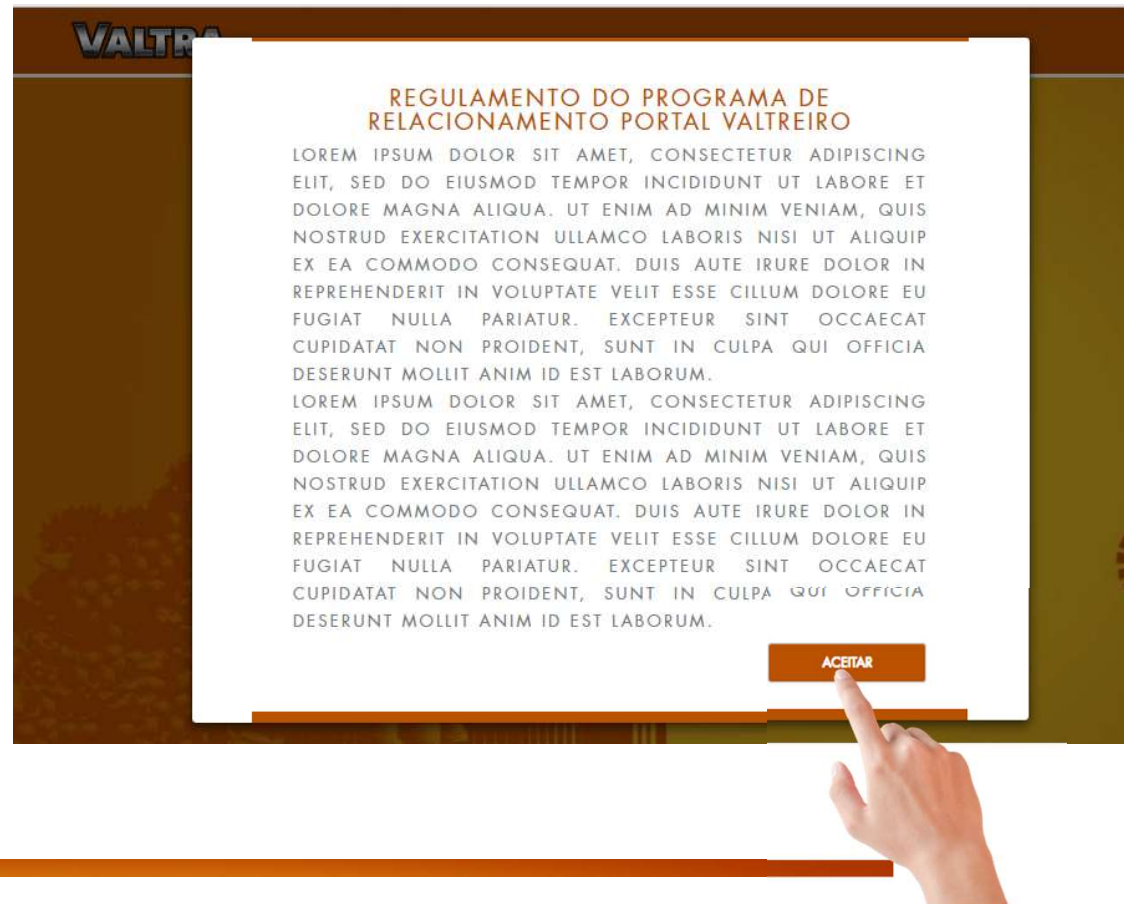 VALTRA
REGULAMENTO DO PROGRAMA DE
RELACIONAMENTO PORTAL VALTREIRO
LOREM IPSUM DOLOR SIT AMET, CONSECTETUR ADIPISCING
ELIT, SED DO EIUSMOD TEMPOR INCIDIDUNT UT LABORE ET
DOLORE MAGNA ALIQUA. UT ENIM AD MINIM VENIAM, QUIS
NOSTRUD EXERCITATION ULLAMCO LABORIS NISI UT ALIQUIP
EX EA COMMODO CONSEQUAT. DUIS AUTE IRURE DOLOR IN
REPREHENDERIT IN VOLUPTATE VELIT ESSE CILLUM DOLORE EU
FUGIAT NULLA PARIATUR. EXCEPTEUR SINT OCCAECAT
CUPIDATAT NON PROIDENT, SUNT IN CULPA QUI OFFICIA
DESERUNT MOLLIT ANIM ID EST LABORUM.
LOREM IPSUM DOLOR SIT AMET, CONSECTETUR ADIPISCING
ELIT, SED DO EIUSMOD TEMPOR INCIDIDUNT UT LABORE ET
DOLORE MAGNA ALIQUA. UT ENIM AD MINIM VENIAM, QUIS
NOSTRUD EXERCITATION ULLAMCO LABORIS NISI UT ALIQUIP
EX EA COMMODO CONSEQUAT. DUIS AUTE IRURE DOLOR IN
REPREHENDERIT IN VOLUPTATE VELIT ESSE CILLUM DOLORE EU
FUGIAT NULLA PARIATUR. EXCEPTEUR SINT OCCAECAT
CUPIDATAT NON PROIDENT, SUNT IN CULPA QUI OFFICIA
DESERUNT MOLLIT ANIM ID EST LABORUM.
ACEITAR